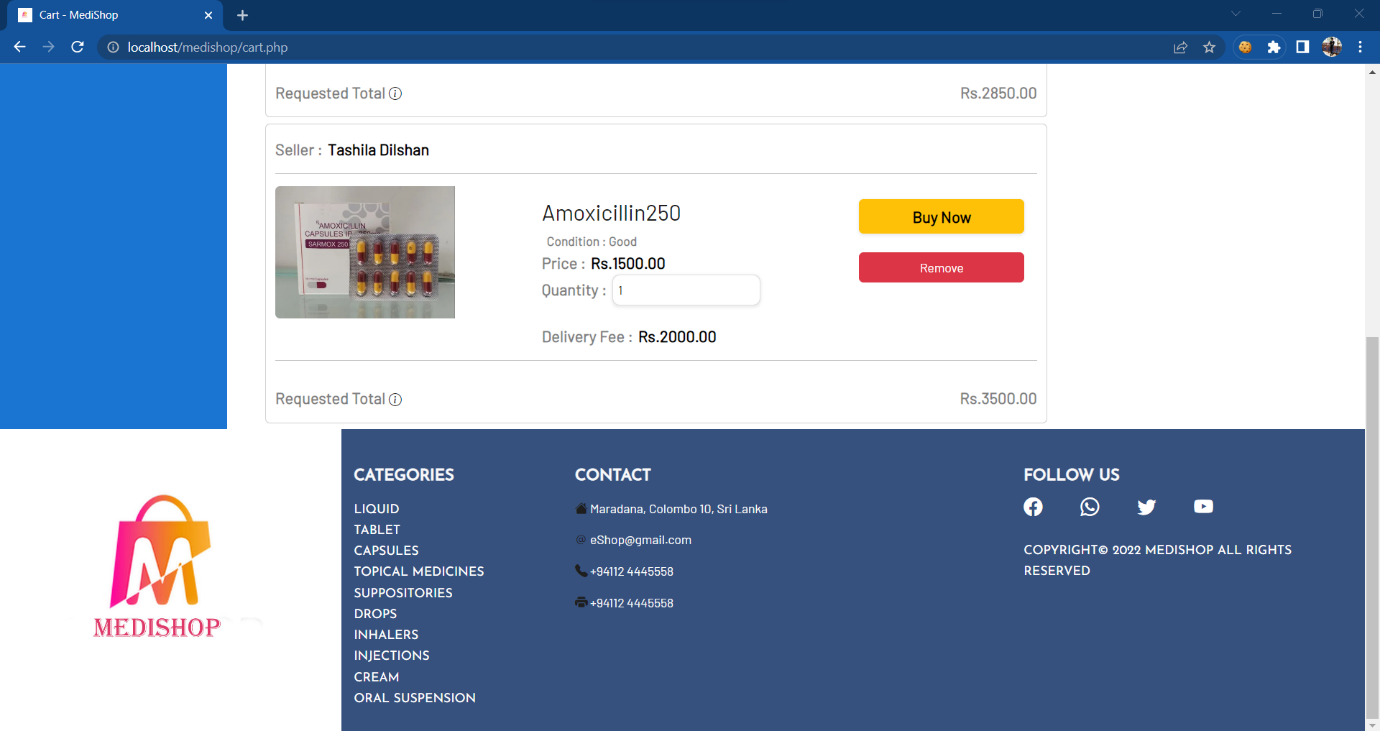 Cart - MediShop
localhost/medishop/cart.php
Requested Total
Rs.2850.00
Seller : Tashila Dilshan
AMOXICILLIN
CAPSULES IP
SARMOX 250
Amoxicillin250
Condition : Good
Price : Rs.1500.00
Quantity : 1
Delivery Fee : Rs.2000.00
Buy Now
Remove
Requested Total
Rs.3500.00
MEDISHOP
CATEGORIES
LIQUID
TABLET
CAPSULES
TOPICAL MEDICINES
SUPPOSITORIES
DROPS
INHALERS
INJECTIONS
CREAM
ORAL SUSPENSION
CONTACT
Maradana, Colombo 10, Sri Lanka
@ eShop@gmail.com
+94112 4445558
+94112 4445558
FOLLOW US
COPYRIGHT© 2022 MEDISHOP ALL RIGHTS
RESERVED